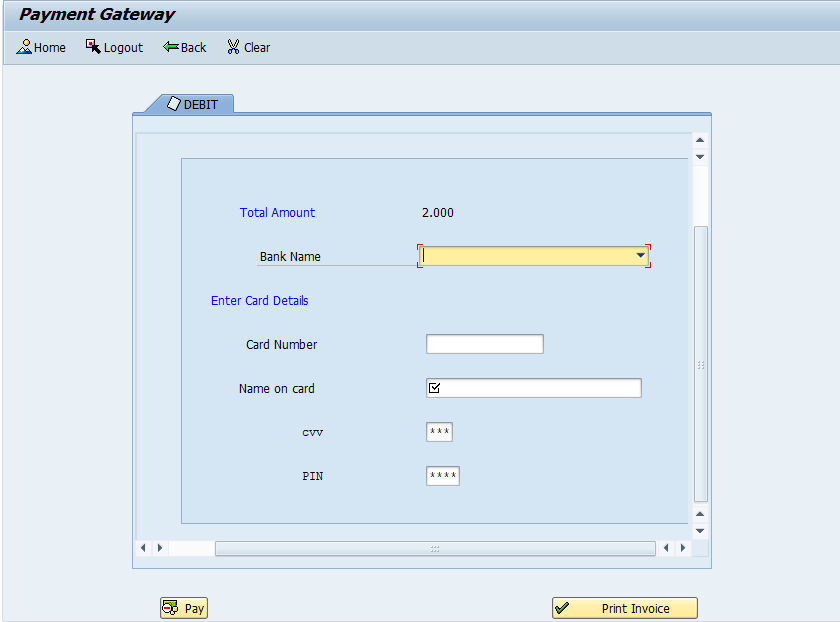 Payment Gateway
Home Logout Back Clear
DEBIT
Total Amount 2.000
Bank Name
Enter Card Details
Card Number
Name on card
cvv ***
PIN ****
Pay Print Invoice